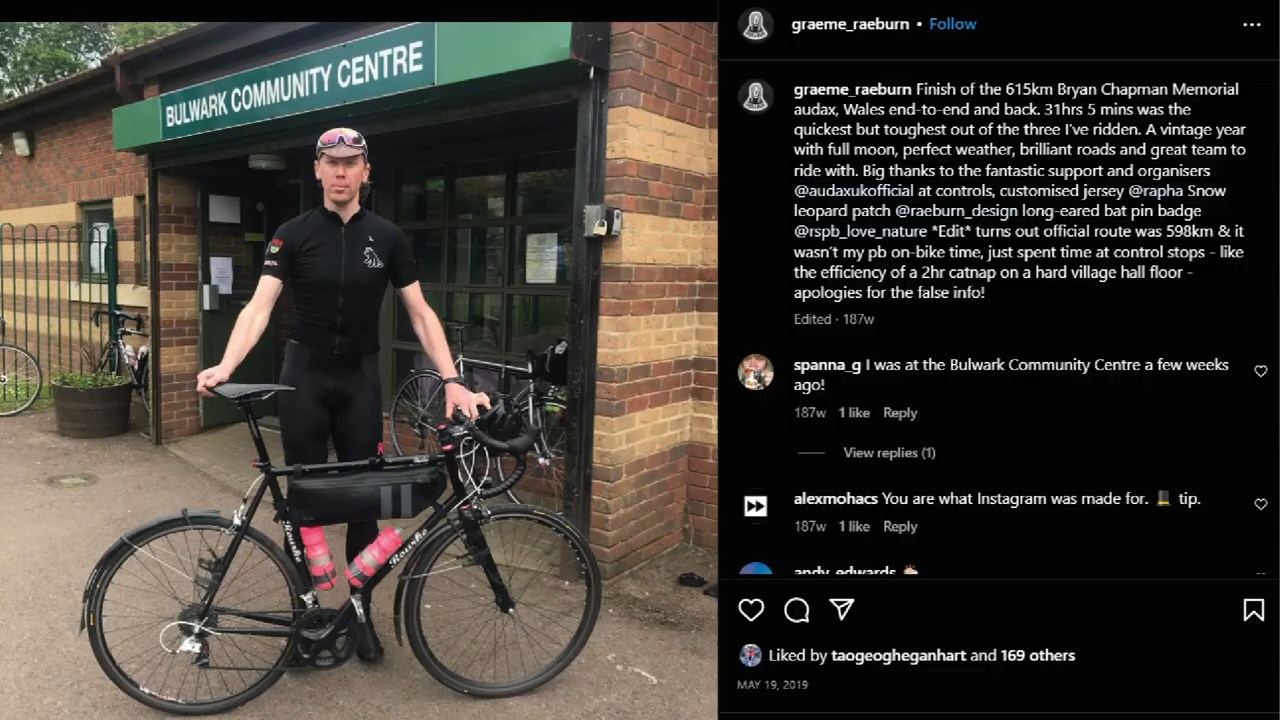 BULWARK COMMUNITY CENTRE
Rourke
Rourke
graeme_raeburn • Follow
graeme_raeburn Finish of the 615km Bryan Chapman Memorial
audax, Wales end-to-end and back. 31hrs 5 mins was the
quickest but toughest out of the three I've ridden. A vintage year
with full moon, perfect weather, brilliant roads and great team to
ride with. Big thanks to the fantastic support and organisers
@audaxukofficial at controls, customised jersey @rapha Snow
leopard patch @raeburn_design long-eared bat pin badge
@rspb_love_nature *Edit* turns out official route was 598km & it
wasn't my pb on-bike time, just spent time at control stops - like
the efficiency of a 2hr catnap on a hard village hall floor -
apologies for the false info!
Edited · 187w
spanna_g I was at the Bulwark Community Centre a few weeks
ago!
187w 1 like Reply
View replies (1)
alexmohacs You are what Instagram was made for. 🎩 tip.
187w 1 like Reply
andy_edwards
Liked by taogeogheganhart and 169 others
MAY 19, 2019